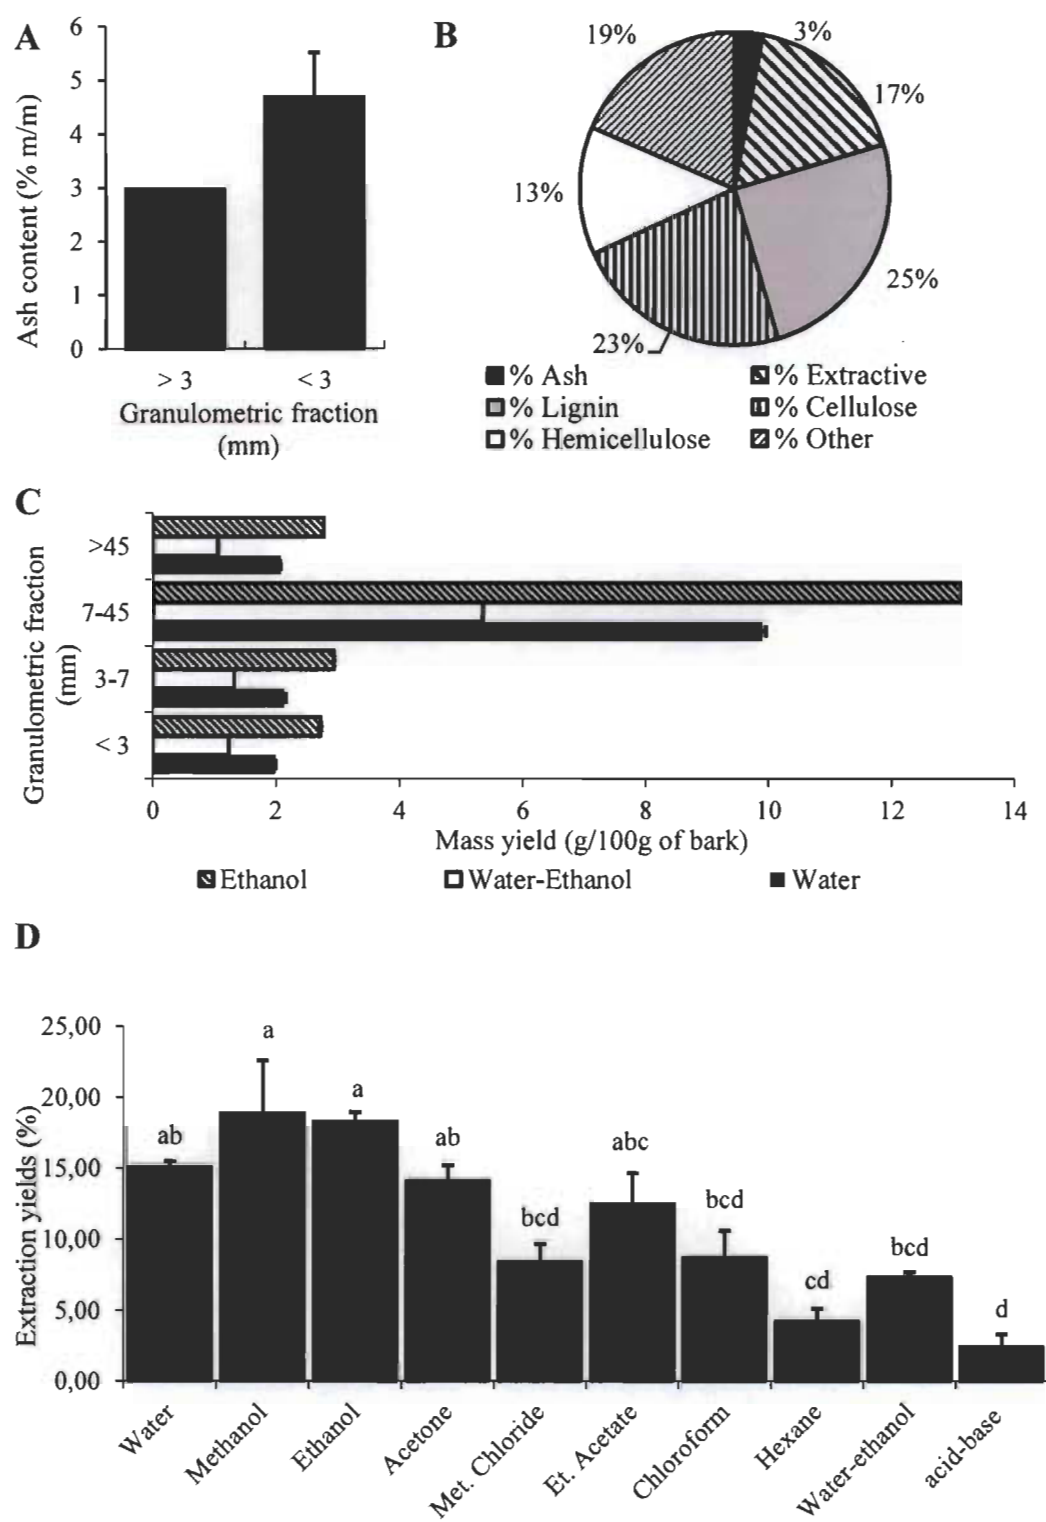 A
6
5
4
3
2
1
0
Ash content (% m/m)
> 3
< 3
Granulometric fraction
(mm)
B
19%
3%
17%
13%
25%
23%
% Ash
% Extractive
% Lignin
% Cellulose
% Hemicellulose
% Other
C
Granulometric fraction
(mm)
>45
7-45
3-7
< 3
0
2
4
6
8
10
12
14
Mass yield (g/100g of bark)
Ethanol
Water-Ethanol
Water
D
Extraction yields (%)
25,00
20,00
15,00
10,00
5,00
0,00
ab
a
a
ab
bcd
abc
bcd
cd
bcd
d
Water
Methanol
Ethanol
Acetone
Met. Chloride
Et. Acetate
Chloroform
Hexane
Water-ethanol
acid-base